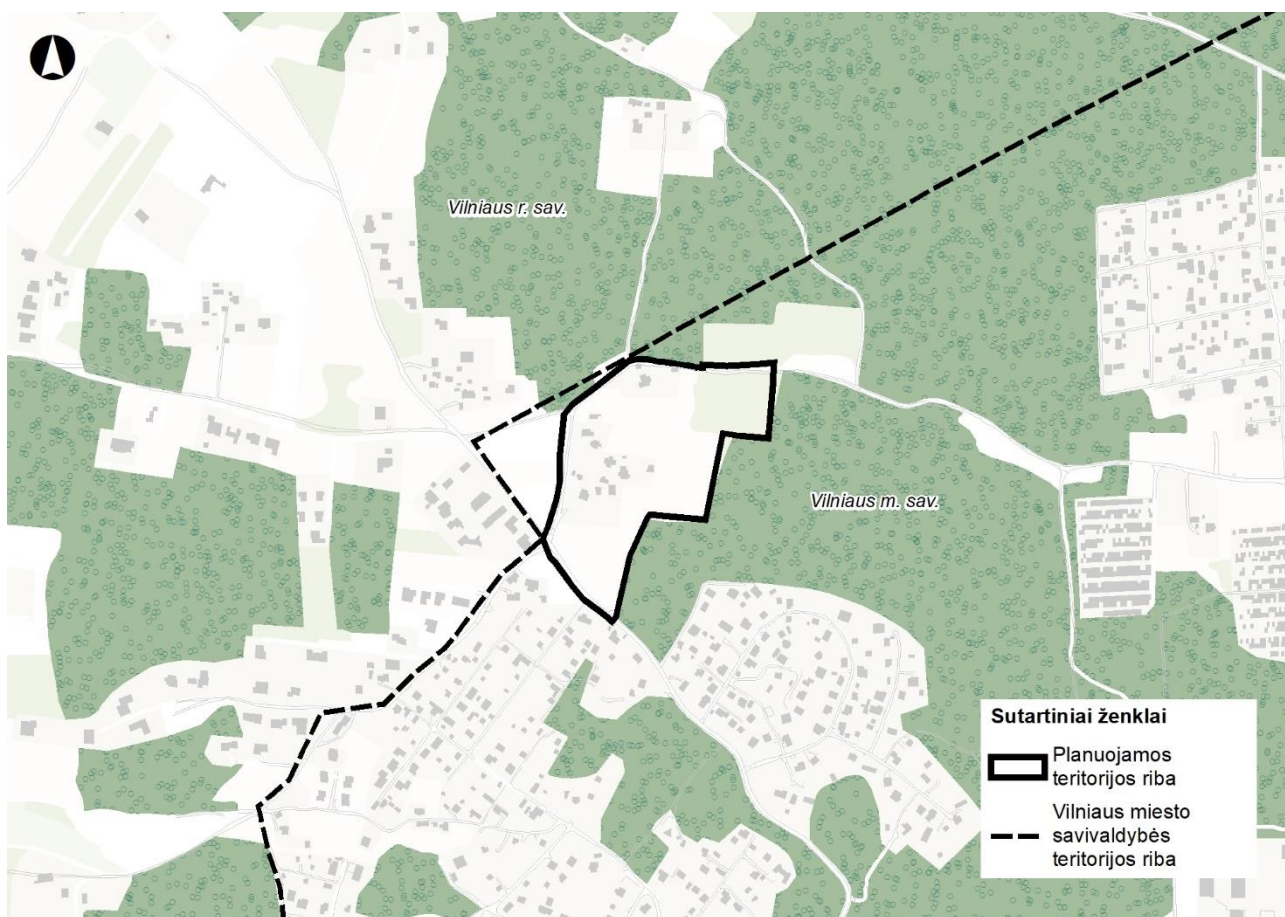 Vilniaus r. sav.
Vilniaus m. sav.
Sutartiniai ženklai
Planuojamos
teritorijos riba
Vilniaus miesto
savivaldybės
teritorijos riba